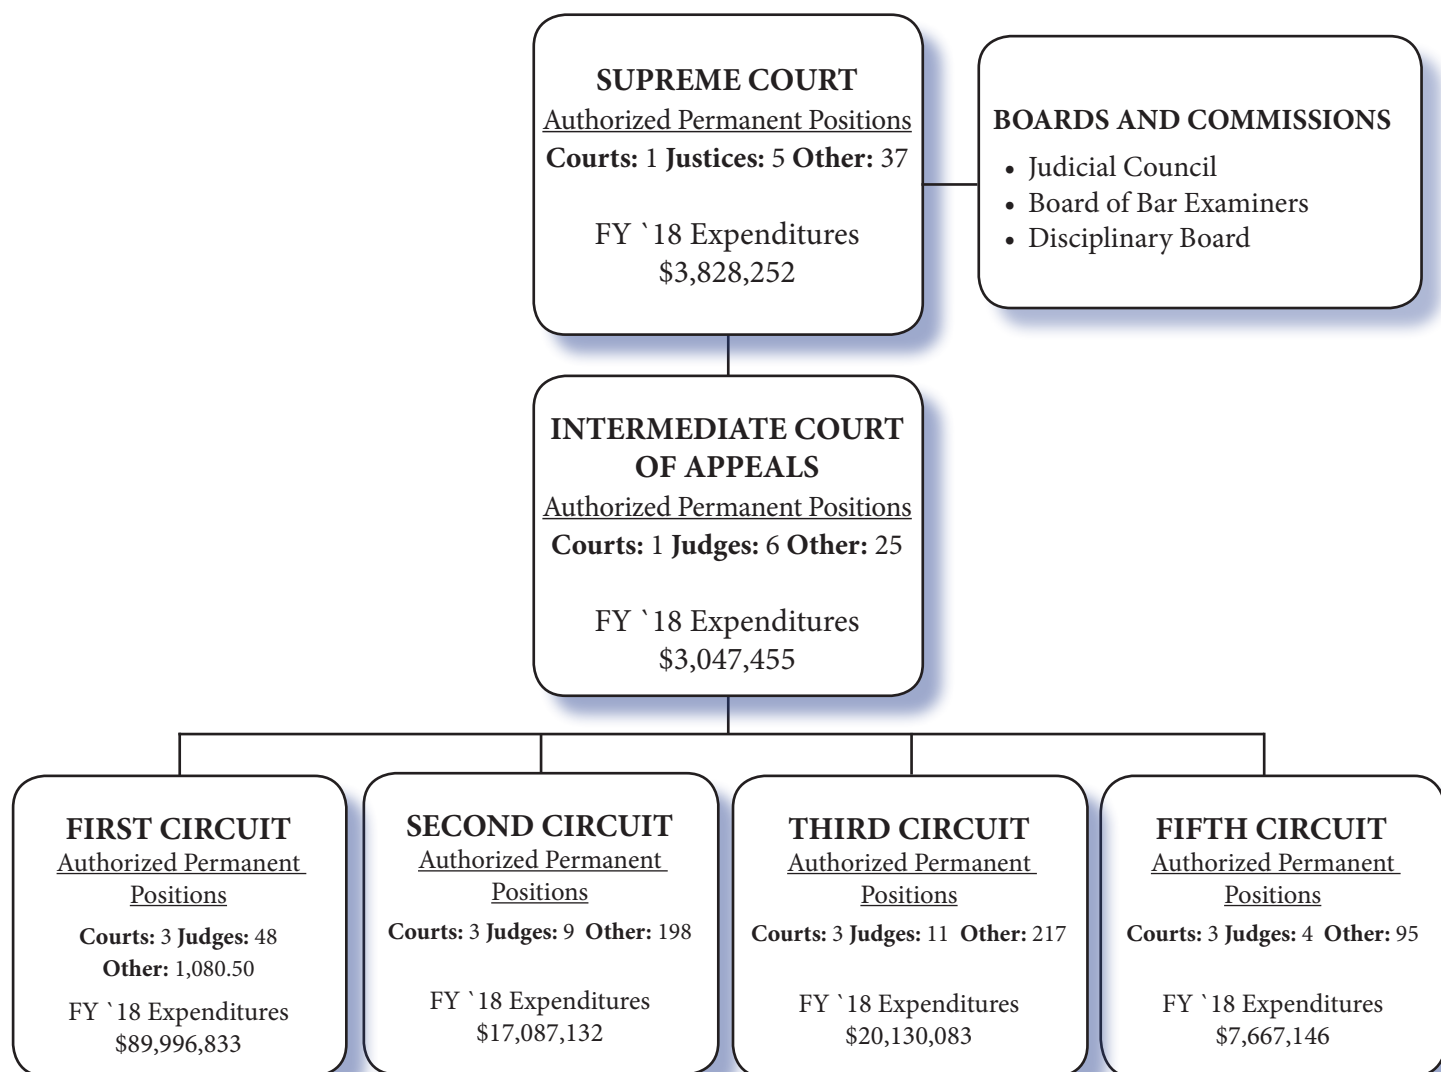 SUPREME COURT
Authorized Permanent Positions
Courts: 1 Justices: 5 Other: 37
FY `18 Expenditures
$3,828,252
BOARDS AND COMMISSIONS
• Judicial Council
• Board of Bar Examiners
• Disciplinary Board
INTERMEDIATE COURT
OF APPEALS
Authorized Permanent Positions
Courts: 1 Judges: 6 Other: 25
FY `18 Expenditures
$3,047,455
FIRST CIRCUIT
Authorized Permanent
Positions
Courts: 3 Judges: 48
Other: 1,080.50
FY `18 Expenditures
$89,996,833
SECOND CIRCUIT
Authorized Permanent
Positions
Courts: 3 Judges: 9 Other: 198
FY `18 Expenditures
$17,087,132
THIRD CIRCUIT
Authorized Permanent
Positions
Courts: 3 Judges: 11 Other: 217
FY `18 Expenditures
$20,130,083
FIFTH CIRCUIT
Authorized Permanent
Positions
Courts: 3 Judges: 4 Other: 95
FY `18 Expenditures
$7,667,146